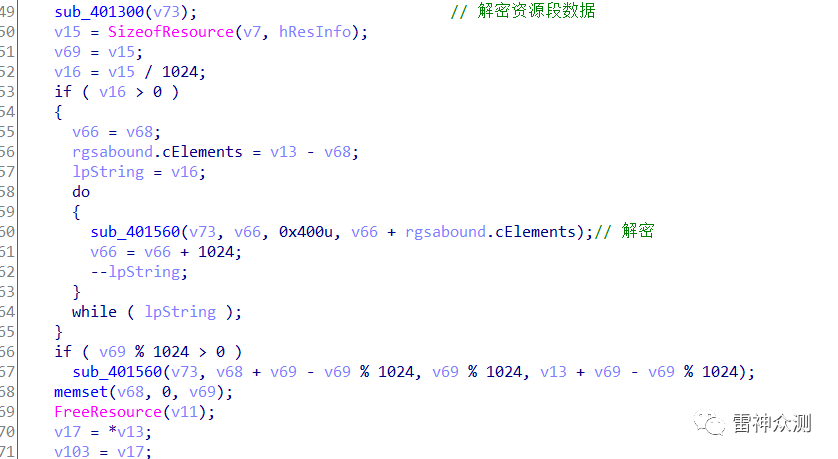 49 sub_401300(v73); // 解密资源段数据
50 v15 = SizeofResource(v7, hResInfo);
51 v69 = v15;
52 v16 = v15 / 1024;
53 if ( v16 > 0 )
54 {
55 v66 = v68;
56 rgsabound.cElements = v13 - v68;
57 lpString = v16;
58 do
59 {
60 sub_401560(v73, v66, 0x400u, v66 + rgsabound.cElements);// 解密
61 v66 = v66 + 1024;
62 --lpString;
63 }
64 while ( lpString );
65 }
66 if ( v69 % 1024 > 0 )
67 sub_401560(v73, v68 + v69 - v69 % 1024, v69 % 1024, v13 + v69 - v69 % 1024);
68 memset(v68, 0, v69);
69 FreeResource(v11);
70 v17 = *v13;
71 v103 = v17;
雷神众测